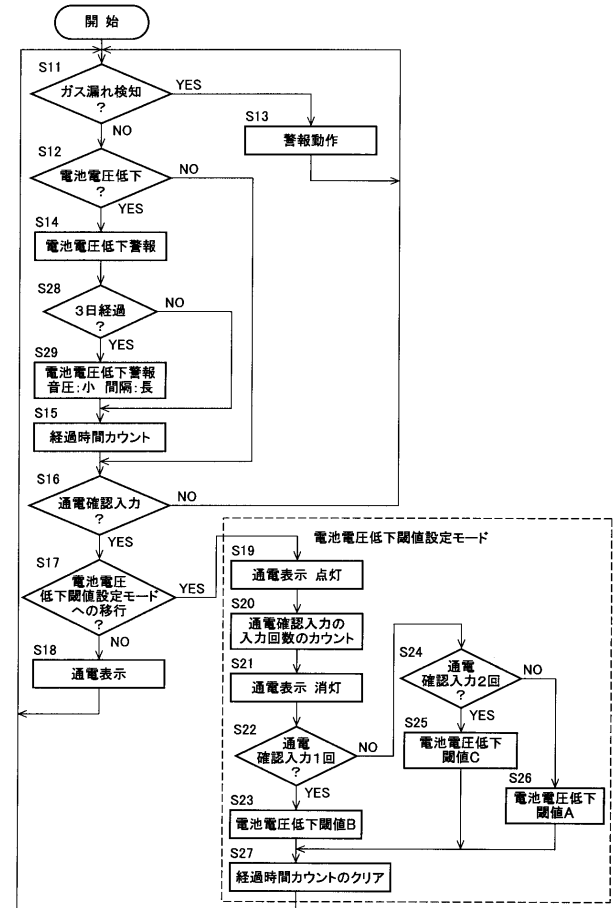 開 始
S11
ガス漏れ検知
?
YES
NO
S13
警報動作
S12
電池電圧低下
?
NO
YES
S14
電池電圧低下警報
S28
3日経過
?
NO
YES
S29
電池電圧低下警報
音圧:小 間隔:長
S15
経過時間カウント
S16
通電確認入力
?
NO
YES
S17
電池電圧
低下閾値設定モード
への移行
?
YES
NO
S18
通電表示
電池電圧低下閾値設定モード
S19
通電表示 点灯
S20
通電確認入力の
入力回数のカウント
S21
通電表示 消灯
S22
通電
確認入力1回
?
NO
YES
S23
電池電圧低下閾値B
S24
通電
確認入力2回
?
NO
YES
S25
電池電圧低下
閾値C
S26
電池電圧低下
閾値A
S27
経過時間カウントのクリア